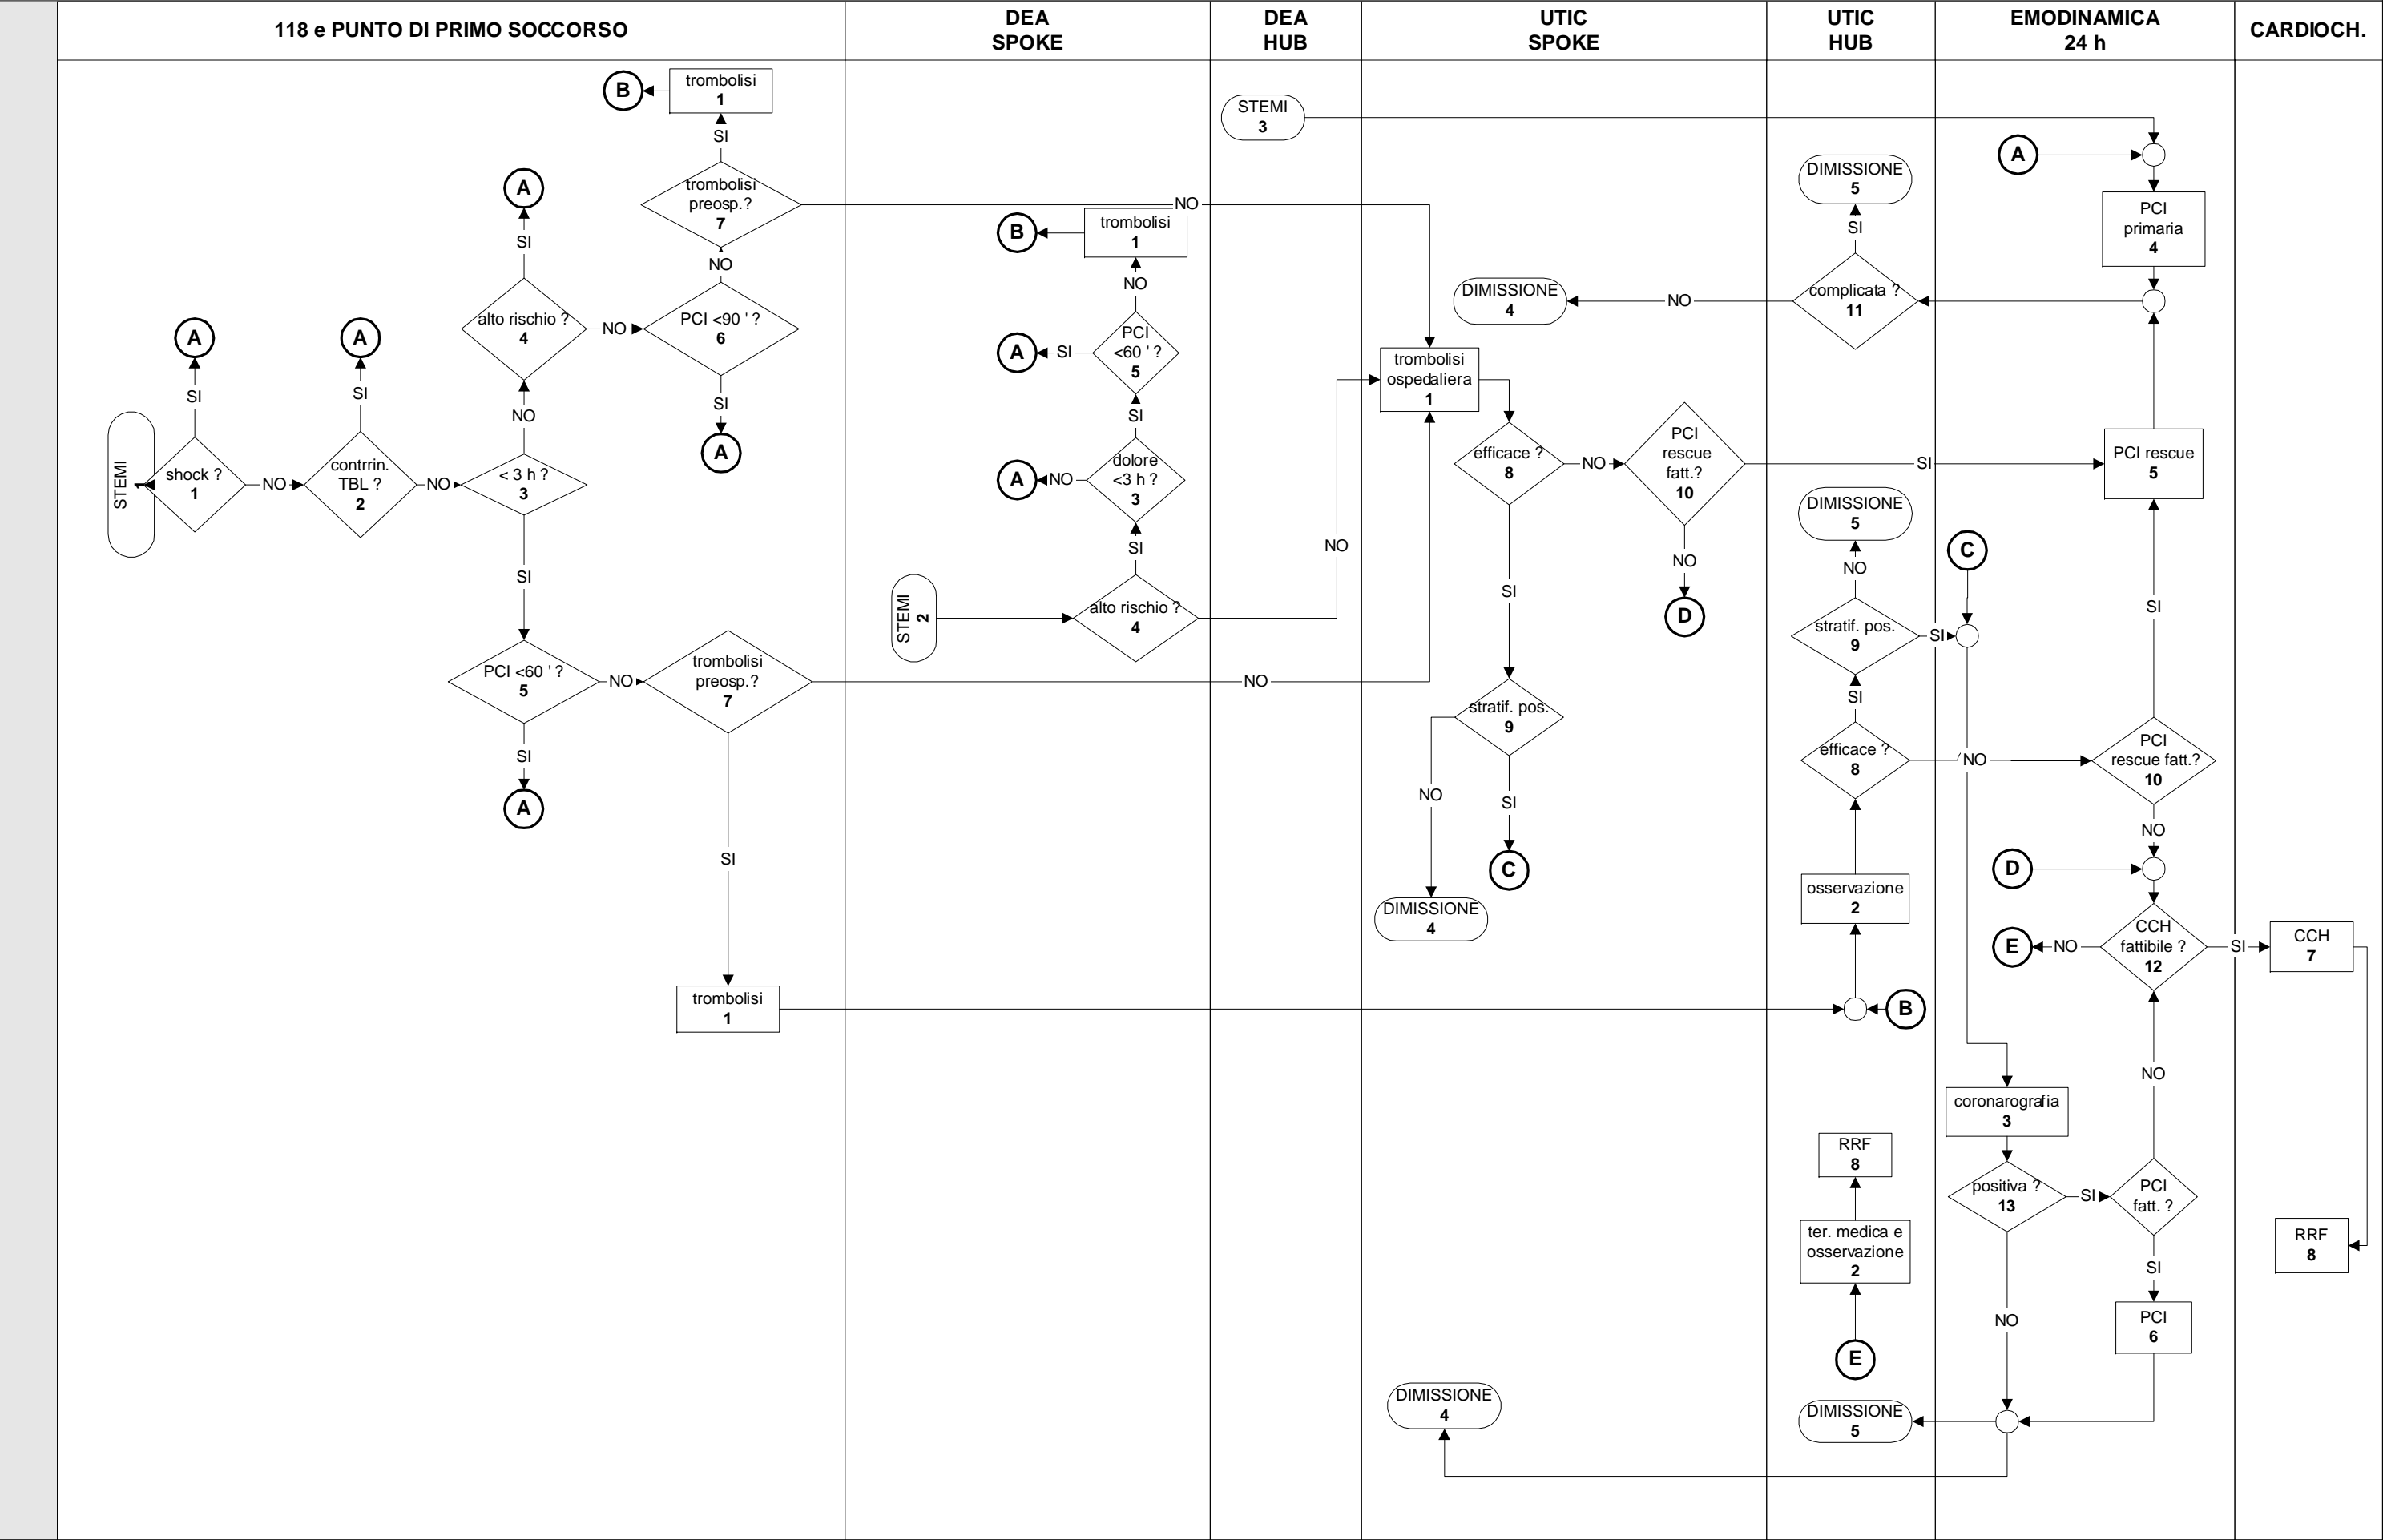 118 e PUNTO DI PRIMO SOCCORSO
DEA
SPOKE
DEA
HUB
UTIC
SPOKE
UTIC
HUB
EMODINAMICA
24 h
CARDIOCH.
B
trombolisi
1
SI
trombolisi
preosp.?
7
NO
A
SI
NO
alto rischio ?
4
NO
PCI <90 ' ?
6
SI
A
A
SI
A
SI
NO
STEMI
1
shock ?
1
NO
contrrin.
TBL ?
2
NO
< 3 h ?
3
SI
PCI <60 ' ?
5
NO
trombolisi
preosp.?
7
NO
SI
A
SI
trombolisi
1
B
trombolisi
1
NO
A
SI
PCI
<60 ' ?
5
SI
A
NO
dolore
<3 h ?
3
SI
STEMI
2
alto rischio ?
4
NO
STEMI
3
DIMISSIONE
4
NO
trombolisi
ospedaliera
1
efficace ?
8
NO
PCI
rescue
fatt.?
10
SI
NO
D
SI
stratif. pos.
9
NO
SI
C
DIMISSIONE
4
DIMISSIONE
4
DIMISSIONE
5
SI
complicata ?
11
DIMISSIONE
5
NO
stratif. pos.
9
SI
SI
efficace ?
8
NO
osservazione
2
B
RRF
8
ter. medica e
osservazione
2
E
DIMISSIONE
5
A
PCI
primaria
4
PCI rescue
5
C
SI
PCI
rescue fatt.?
10
NO
D
E
NO
CCH
fattibile ?
12
SI
NO
coronarografia
3
positiva ?
13
SI
PCI
fatt. ?
SI
NO
PCI
6
CCH
7
RRF
8